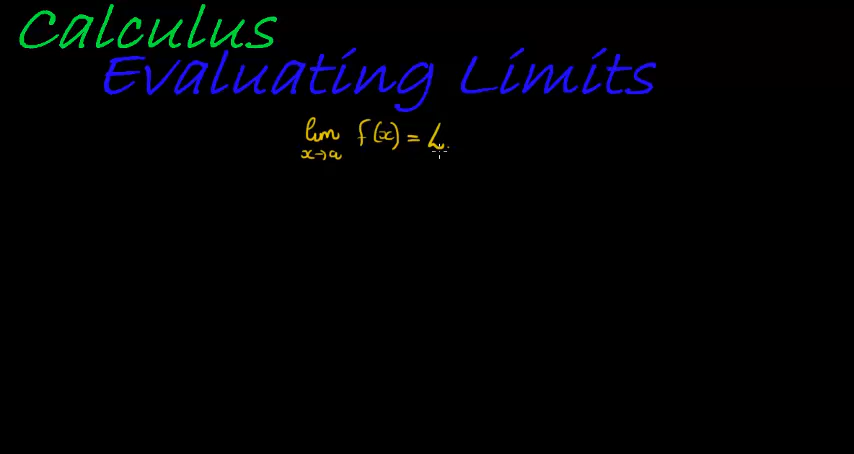 Calculus
Evaluating Limits
lim f(x) = L
x→a